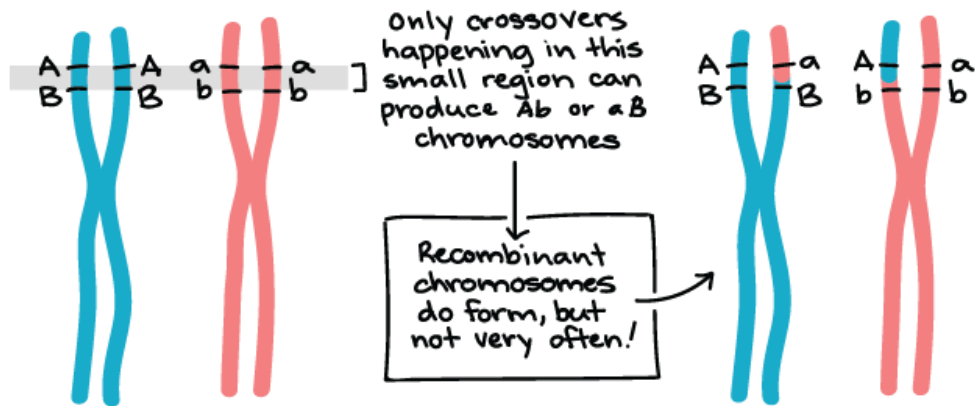 A A a a
B B b b
Only crossovers
happening in this
small region can
produce Ab or aB
chromosomes
Recombinant
chromosomes
do form, but
not very often!
A a A a
B B b b